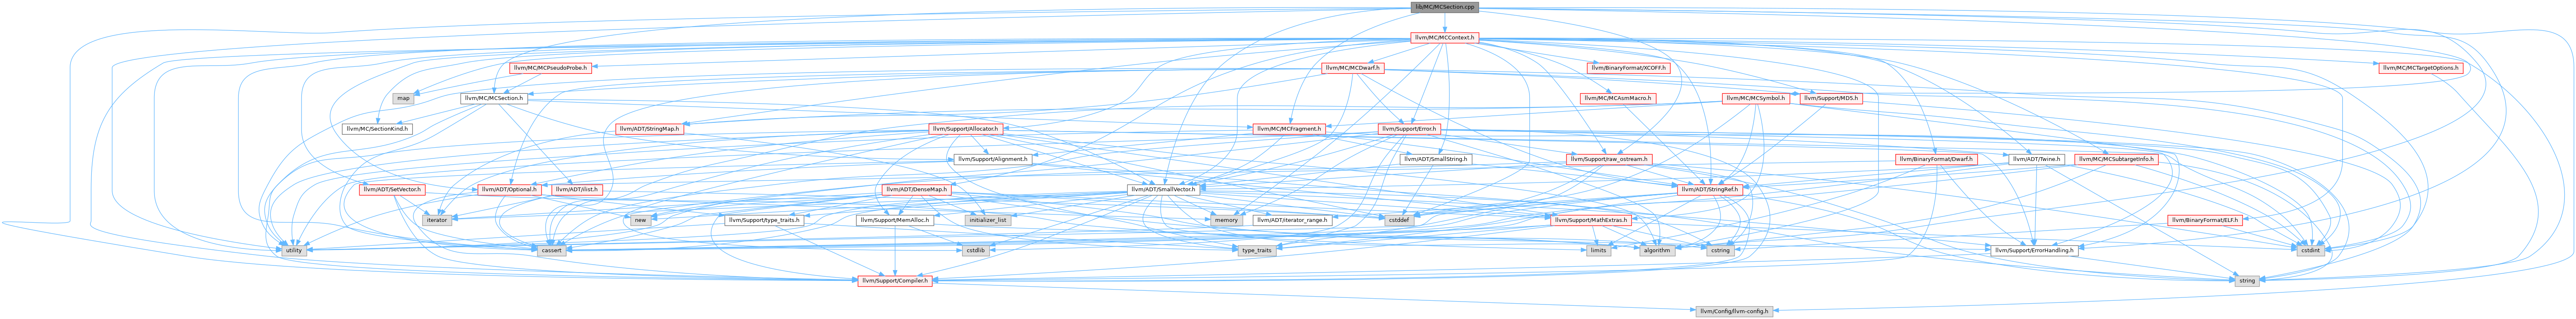 lib/MC/MCSection.cpp
llvm/MC/MCContext.h
llvm/MC/MCPseudoProbe.h
llvm/MC/MCDwarf.h
llvm/BinaryFormat/XCOFF.h
llvm/MC/MCTargetOptions.h
map
llvm/MC/MCSection.h
llvm/MC/MCAsmMacro.h
llvm/Support/MD5.h
llvm/MC/MCSymbol.h
llvm/MC/SectionKind.h
llvm/ADT/StringMap.h
llvm/Support/Allocator.h
llvm/MC/MCFragment.h
llvm/Support/Error.h
llvm/Support/Alignment.h
llvm/ADT/SmallString.h
llvm/Support/raw_ostream.h
llvm/BinaryFormat/Dwarf.h
llvm/ADT/Twine.h
llvm/MC/MCSubtargetInfo.h
llvm/ADT/SetVector.h
llvm/ADT/Optional.h
llvm/ADT/ilist.h
llvm/ADT/DenseMap.h
llvm/ADT/SmallVector.h
llvm/ADT/StringRef.h
iterator
new
llvm/Support/type_traits.h
llvm/Support/MemAlloc.h
initializer_list
memory
llvm/ADT/iterator_range.h
cstddef
llvm/Support/MathExtras.h
llvm/BinaryFormat/ELF.h
utility
cassert
cstdlib
type_traits
limits
algorithm
cstring
llvm/Support/ErrorHandling.h
cstdint
llvm/Support/Compiler.h
string
llvm/Config/llvm-config.h